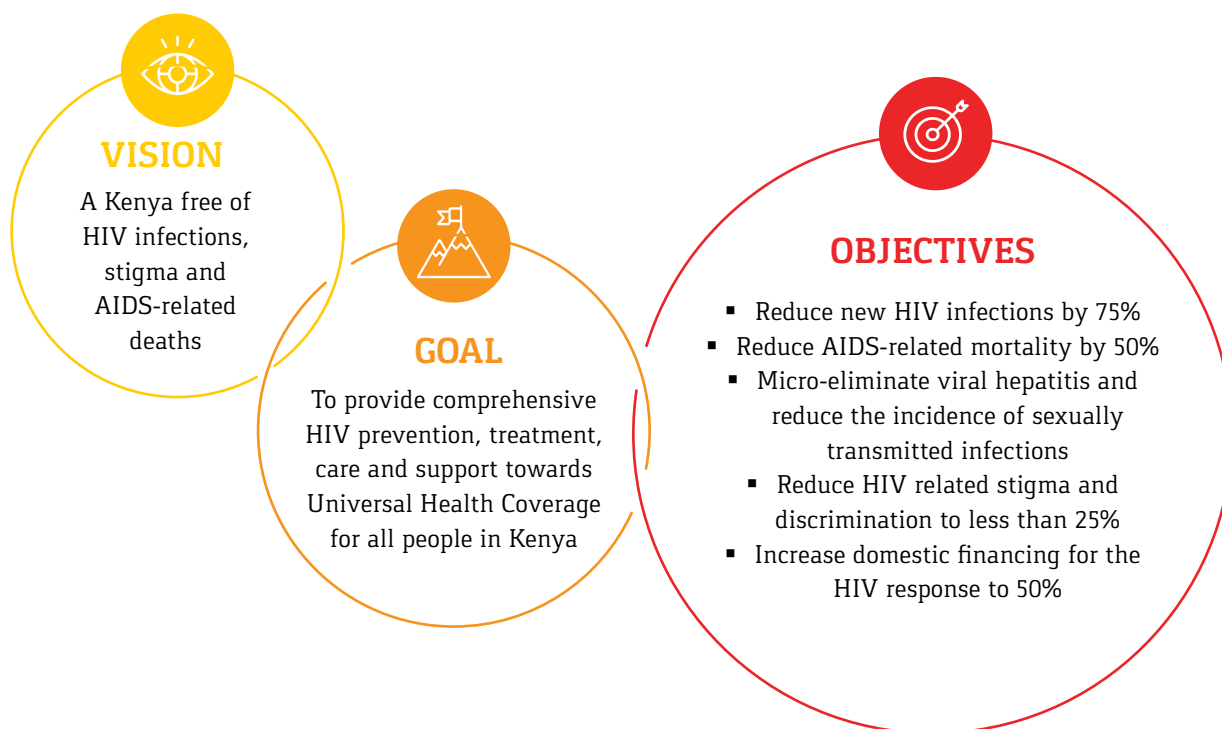 VISION
A Kenya free of
HIV infections,
stigma and
AIDS-related
deaths
GOAL
To provide comprehensive
HIV prevention, treatment,
care and support towards
Universal Health Coverage
for all people in Kenya
OBJECTIVES
▪ Reduce new HIV infections by 75%
▪ Reduce AIDS-related mortality by 50%
▪ Micro-eliminate viral hepatitis and
reduce the incidence of sexually
transmitted infections
▪ Reduce HIV related stigma and
discrimination to less than 25%
▪ Increase domestic financing for the
HIV response to 50%